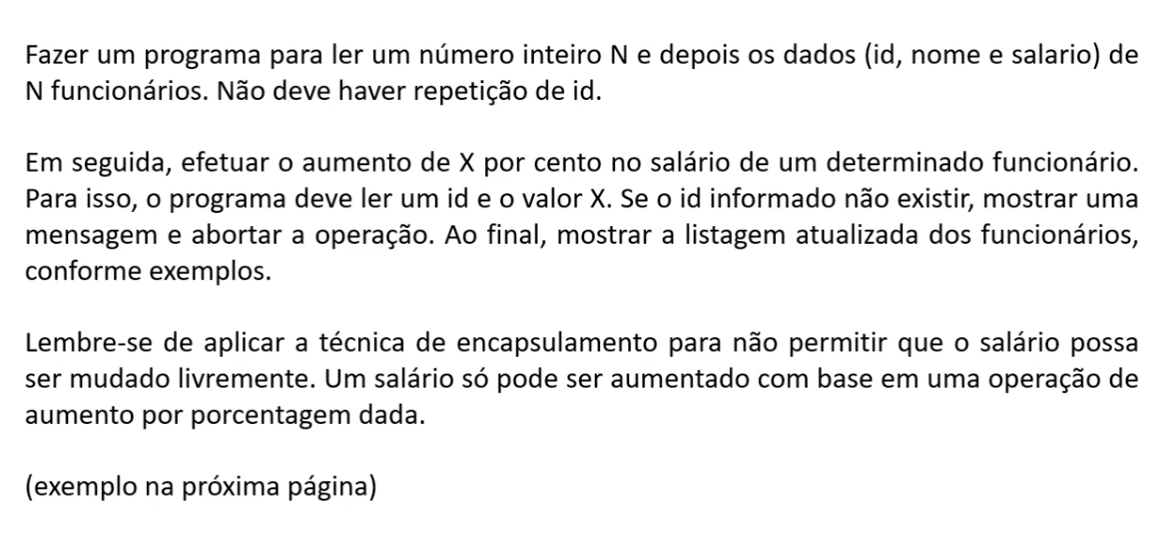 Fazer um programa para ler um número inteiro N e depois os dados (id, nome e salario) de
N funcionários. Não deve haver repetição de id.
Em seguida, efetuar o aumento de X por cento no salário de um determinado funcionário.
Para isso, o programa deve ler um id e o valor X. Se o id informado não existir, mostrar uma
mensagem e abortar a operação. Ao final, mostrar a listagem atualizada dos funcionários,
conforme exemplos.
Lembre-se de aplicar a técnica de encapsulamento para não permitir que o salário possa
ser mudado livremente. Um salário só pode ser aumentado com base em uma operação de
aumento por porcentagem dada.
(exemplo na próxima página)